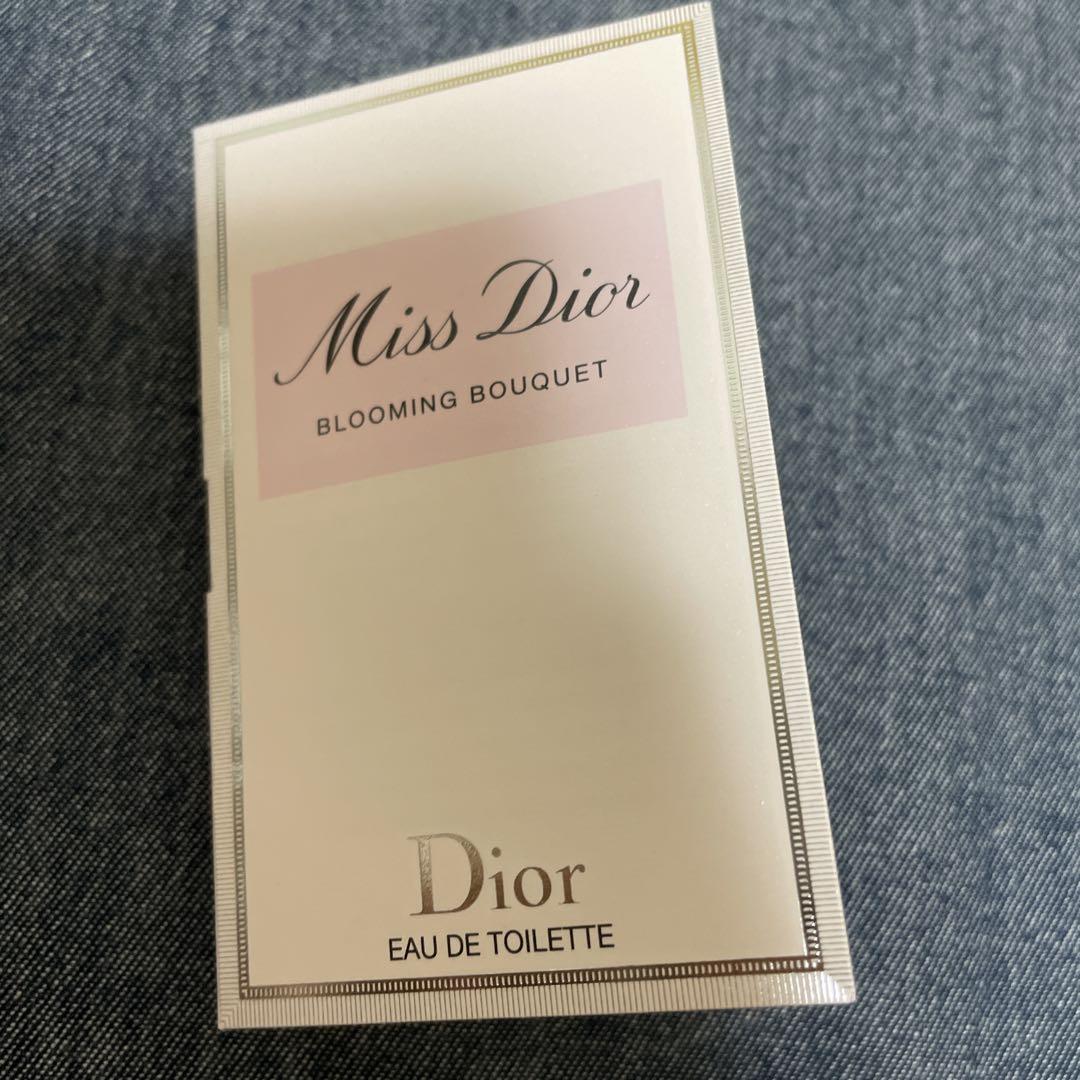 Miss Dior
BLOOMING BOUQUET
Dior
EAU DE TOILETTE